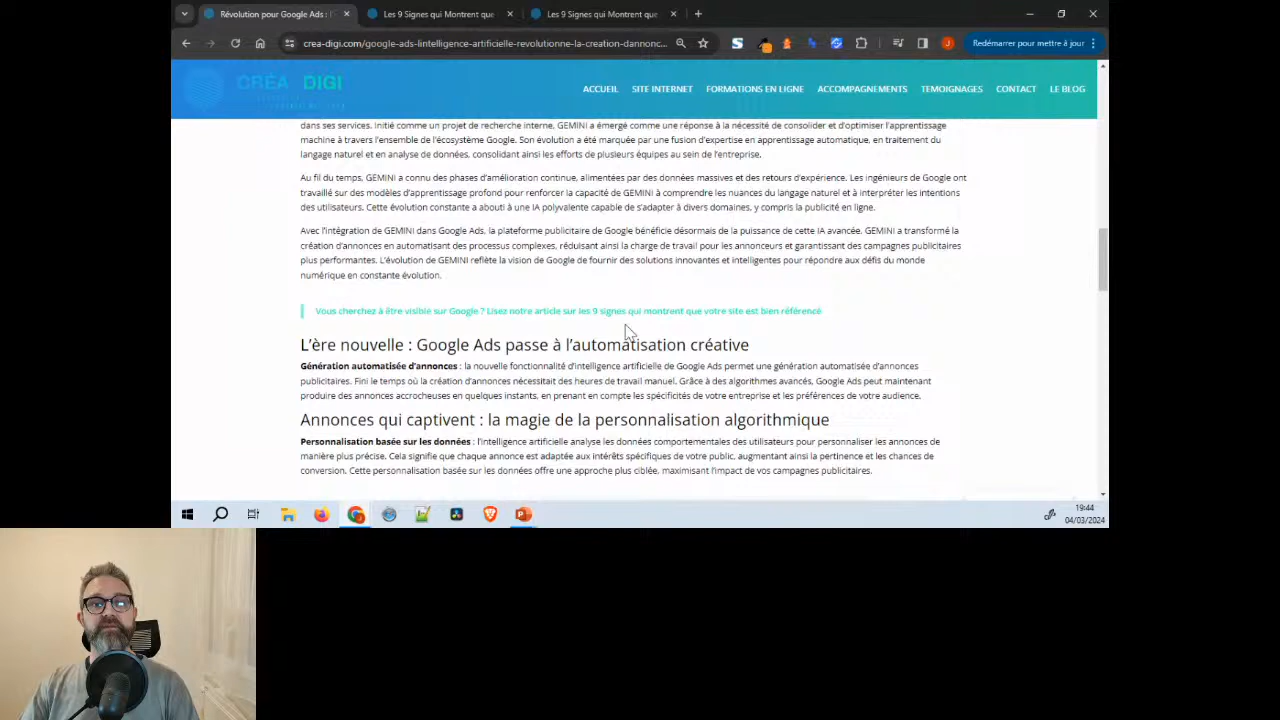 Révolution pour Google Ads : l
Les 9 Signes qui Montrent que
Les 9 Signes qui Montrent que
crea-digi.com/google-ads-lintelligence-artificielle-revolutionne-la-creation-dannonc...
Redémarrer pour mettre à jour
CRÉA DIGI
ACCUEIL SITE INTERNET FORMATIONS EN LIGNE ACCOMPAGNEMENTS TEMOIGNAGES CONTACT LE BLOG
dans ses services. Initié comme un projet de recherche interne, GEMINI a émergé comme une réponse à la nécessité de consolider et d'optimiser l'apprentissage
machine à travers l'ensemble de l'écosystème Google. Son évolution a été marquée par une fusion d'expertise en apprentissage automatique, en traitement du
langage naturel et en analyse de données, consolidant ainsi les efforts de plusieurs équipes au sein de l'entreprise.
Au fil du temps, GEMINI a connu des phases d'amélioration continue, alimentées par des données massives et des retours d'expérience. Les ingénieurs de Google ont
travaillé sur des modèles d'apprentissage profond pour renforcer la capacité de GEMINI à comprendre les nuances du langage naturel et à interpréter les intentions
des utilisateurs. Cette évolution constante a abouti à une IA polyvalente capable de s'adapter à divers domaines, y compris la publicité en ligne.
Avec l'intégration de GEMINI dans Google Ads, la plateforme publicitaire de Google bénéficie désormais de la puissance de cette IA avancée. GEMINI a transformé la
création d'annonces en automatisant des processus complexes, réduisant ainsi la charge de travail pour les annonceurs et garantissant des campagnes publicitaires
plus performantes. L'évolution de GEMINI reflète la vision de Google de fournir des solutions innovantes et intelligentes pour répondre aux défis du monde
numérique en constante évolution.
Vous cherchez à être visible sur Google ? Lisez notre article sur les 9 signes qui montrent que votre site est bien référencé
L'ère nouvelle : Google Ads passe à l'automatisation créative
Génération automatisée d'annonces : la nouvelle fonctionnalité d'intelligence artificielle de Google Ads permet une génération automatisée d'annonces
publicitaires. Fini le temps où la création d'annonces nécessitait des heures de travail manuel. Grâce à des algorithmes avancés, Google Ads peut maintenant
produire des annonces accrocheuses en quelques instants, en prenant en compte les spécificités de votre entreprise et les préférences de votre audience.
Annonces qui captivent : la magie de la personnalisation algorithmique
Personnalisation basée sur les données : l'intelligence artificielle analyse les données comportementales des utilisateurs pour personnaliser les annonces de
manière plus précise. Cela signifie que chaque annonce est adaptée aux intérêts spécifiques de votre public, augmentant ainsi la pertinence et les chances de
conversion. Cette personnalisation basée sur les données offre une approche plus ciblée, maximisant l'impact de vos campagnes publicitaires.
19:44
04/03/2024